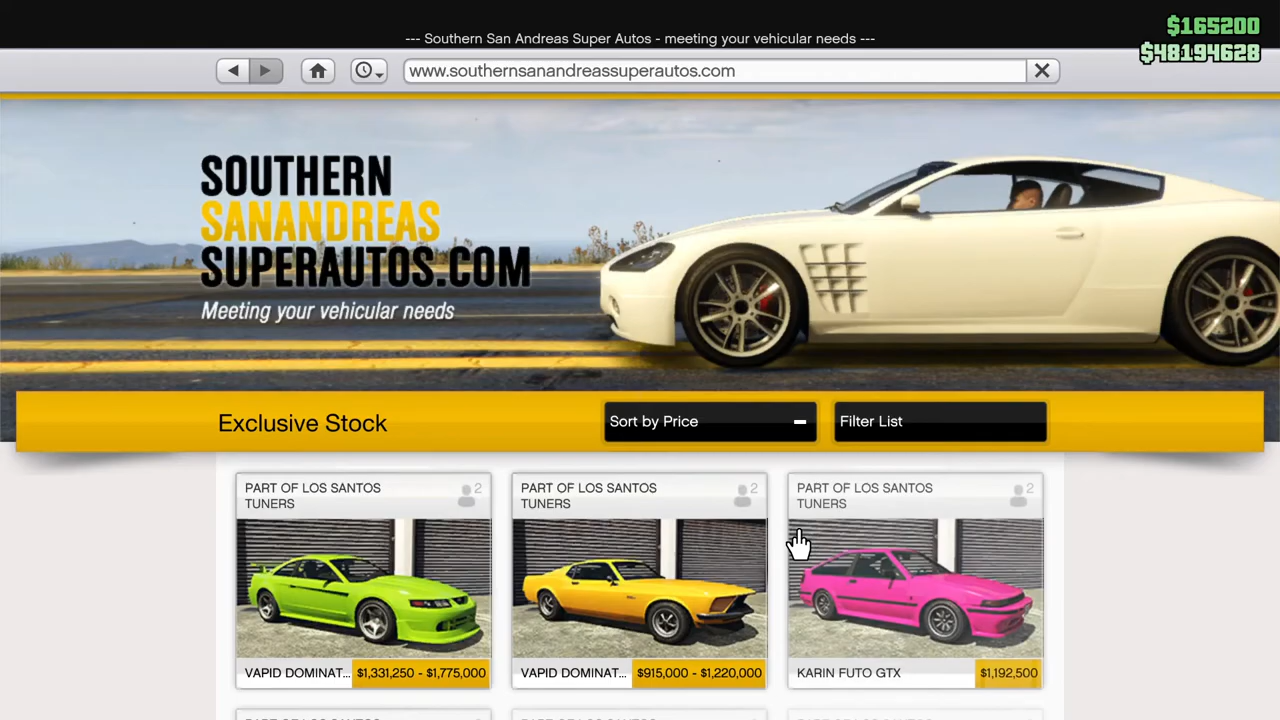 --- Southern San Andreas Super Autos - meeting your vehicular needs ---
$165200
$48194628
www.southernsanandreassuperautos.com
SOUTHERN
SANANDREAS
SUPERAUTOS.COM
Meeting your vehicular needs
Exclusive Stock
Sort by Price
Filter List
PART OF LOS SANTOS
TUNERS
2
VAPID DOMINAT...
$1,331,250 - $1,775,000
PART OF LOS SANTOS
TUNERS
2
VAPID DOMINAT...
$915,000 - $1,220,000
PART OF LOS SANTOS
TUNERS
2
KARIN FUTO GTX
$1,192,500